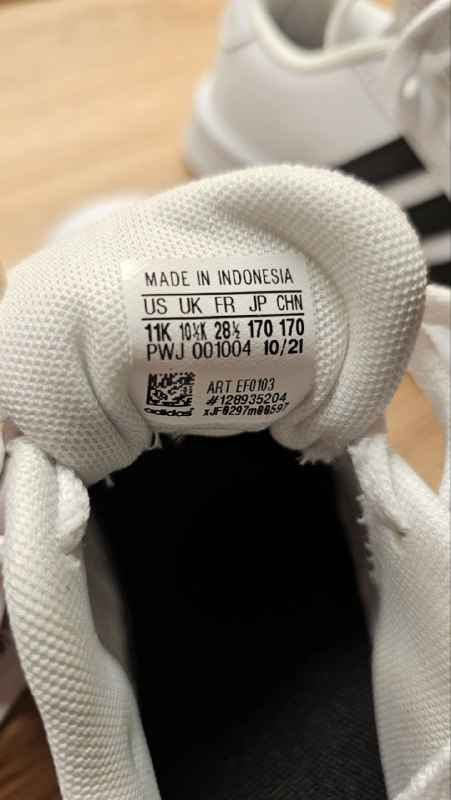 MADE IN INDONESIA
US UK FR JP CHN
11K 10½K 28½ 170 170
PWJ 001004 10/21
ART EF0103
#128935204
adidas xJF0297m00597